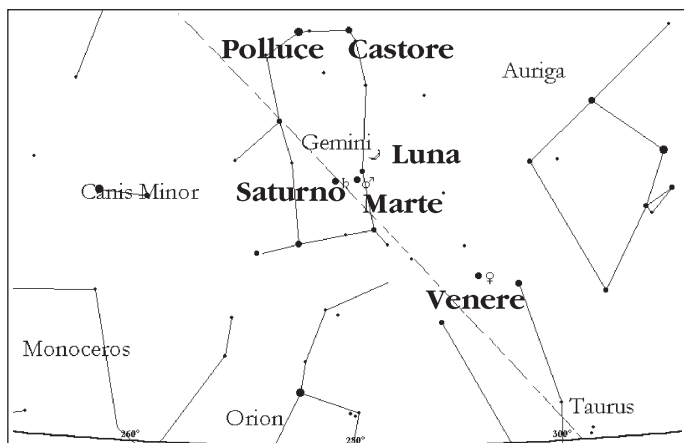 Polluce Castore
Auriga
Gemini
Luna
Canis Minor
Saturno ♄ ♂ Marte
♀
Venere
Monoceros
Orion
Taurus
260° 280° 300°